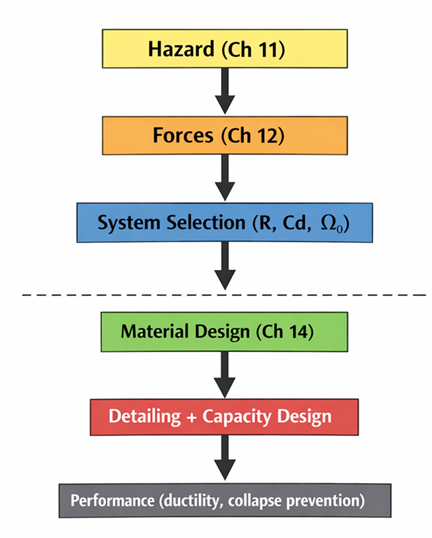 Hazard (Ch 11)
Forces (Ch 12)
System Selection (R, Cd, Ω₀)
Material Design (Ch 14)
Detailing + Capacity Design
Performance (ductility, collapse prevention)